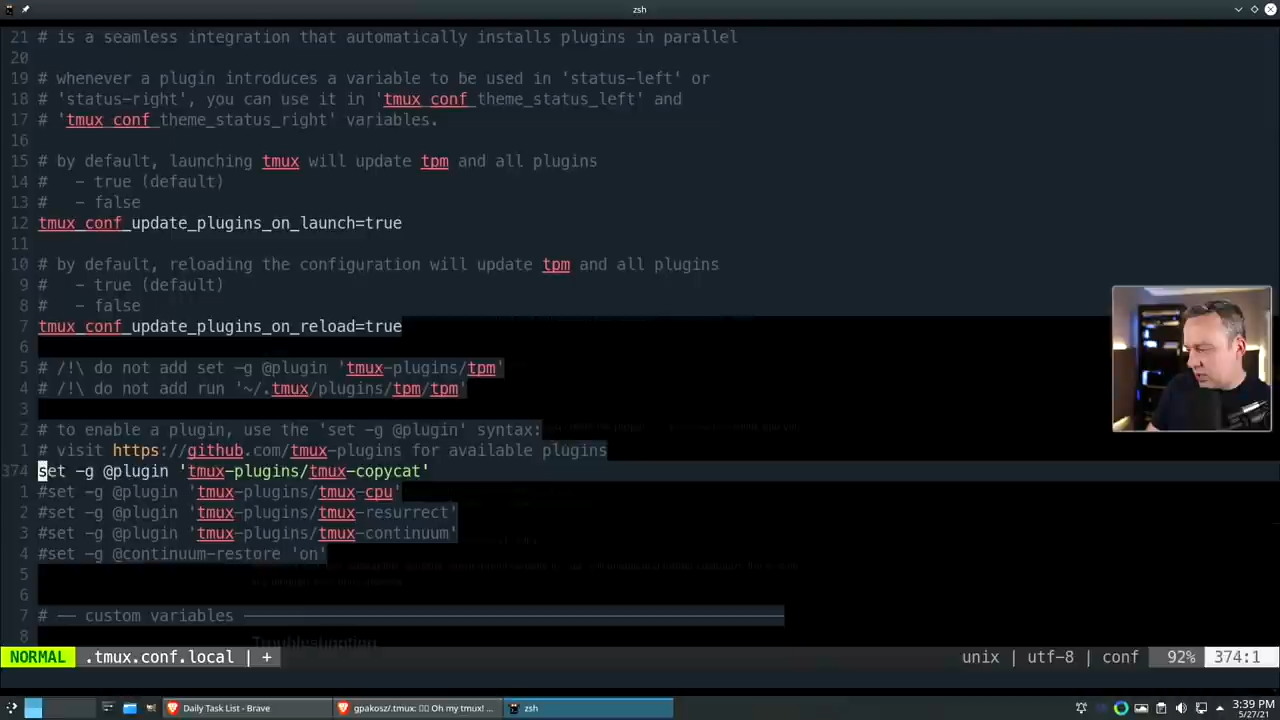 zsh
21 # is a seamless integration that automatically installs plugins in parallel
20
19 # whenever a plugin introduces a variable to be used in 'status-left' or
18 # 'status-right', you can use it in 'tmux_conf_theme_status_left' and
17 # 'tmux_conf_theme_status_right' variables.
16
15 # by default, launching tmux will update tpm and all plugins
14 #   - true (default)
13 #   - false
12 tmux_conf_update_plugins_on_launch=true
11
10 # by default, reloading the configuration will update tpm and all plugins
9 #   - true (default)
8 #   - false
7 tmux_conf_update_plugins_on_reload=true
6
5 # /!\ do not add set -g @plugin 'tmux-plugins/tpm'
4 # /!\ do not add run '~/.tmux/plugins/tpm/tpm'
3
2 # to enable a plugin, use the 'set -g @plugin' syntax:
1 # visit https://github.com/tmux-plugins for available plugins
374 set -g @plugin 'tmux-plugins/tmux-copycat'
1 #set -g @plugin 'tmux-plugins/tmux-cpu'
2 #set -g @plugin 'tmux-plugins/tmux-resurrect'
3 #set -g @plugin 'tmux-plugins/tmux-continuum'
4 #set -g @continuum-restore 'on'
5
6
7 # -- custom variables
8
Troubleshooting
NORMAL .tmux.conf.local | + unix | utf-8 | conf 92% 374:1
Daily Task List - Brave gpakosz/.tmux: Oh my tmux! ... zsh 3:39 PM
5/27/21